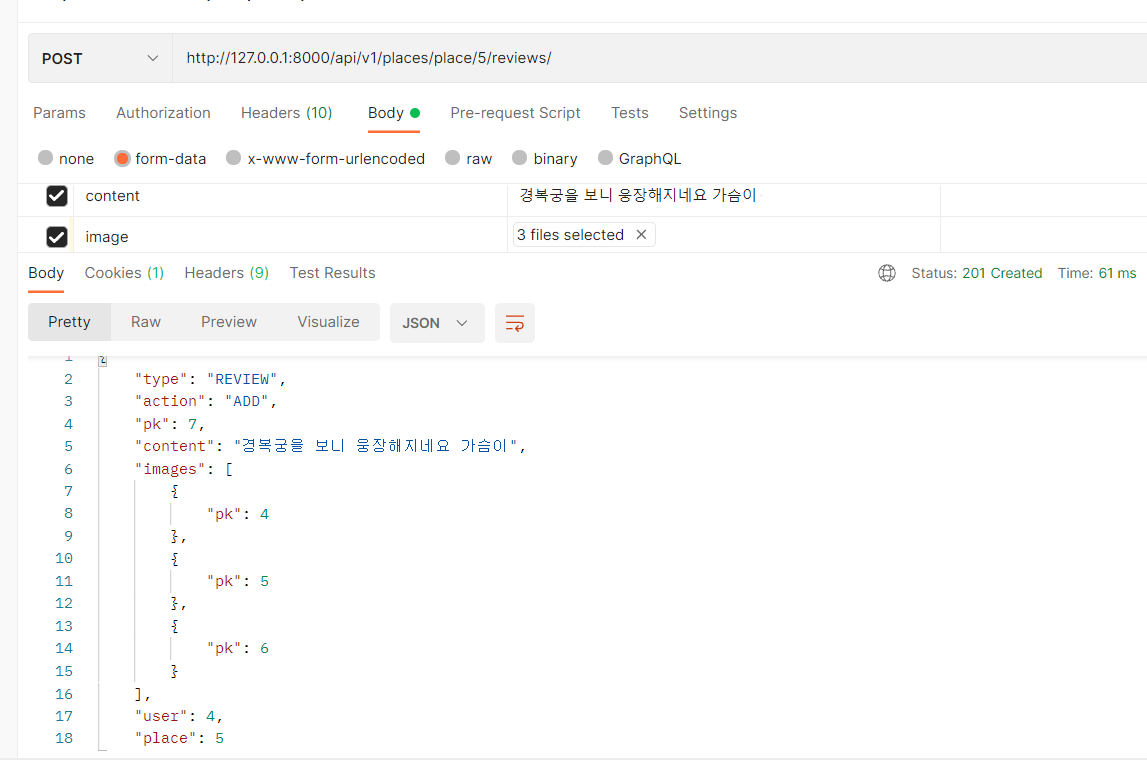 POST http://127.0.0.1:8000/api/v1/places/place/5/reviews/
Params Authorization Headers (10) Body Pre-request Script Tests Settings
none form-data x-www-form-urlencoded raw binary GraphQL
content 경복궁을 보니 웅장해지네요 가슴이
image 3 files selected ×
Body Cookies (1) Headers (9) Test Results Status: 201 Created Time: 61 ms
Pretty Raw Preview Visualize JSON
1 {
2 "type": "REVIEW",
3 "action": "ADD",
4 "pk": 7,
5 "content": "경복궁을 보니 웅장해지네요 가슴이",
6 "images": [
7 {
8 "pk": 4
9 },
10 {
11 "pk": 5
12 },
13 {
14 "pk": 6
15 }
16 ],
17 "user": 4,
18 "place": 5